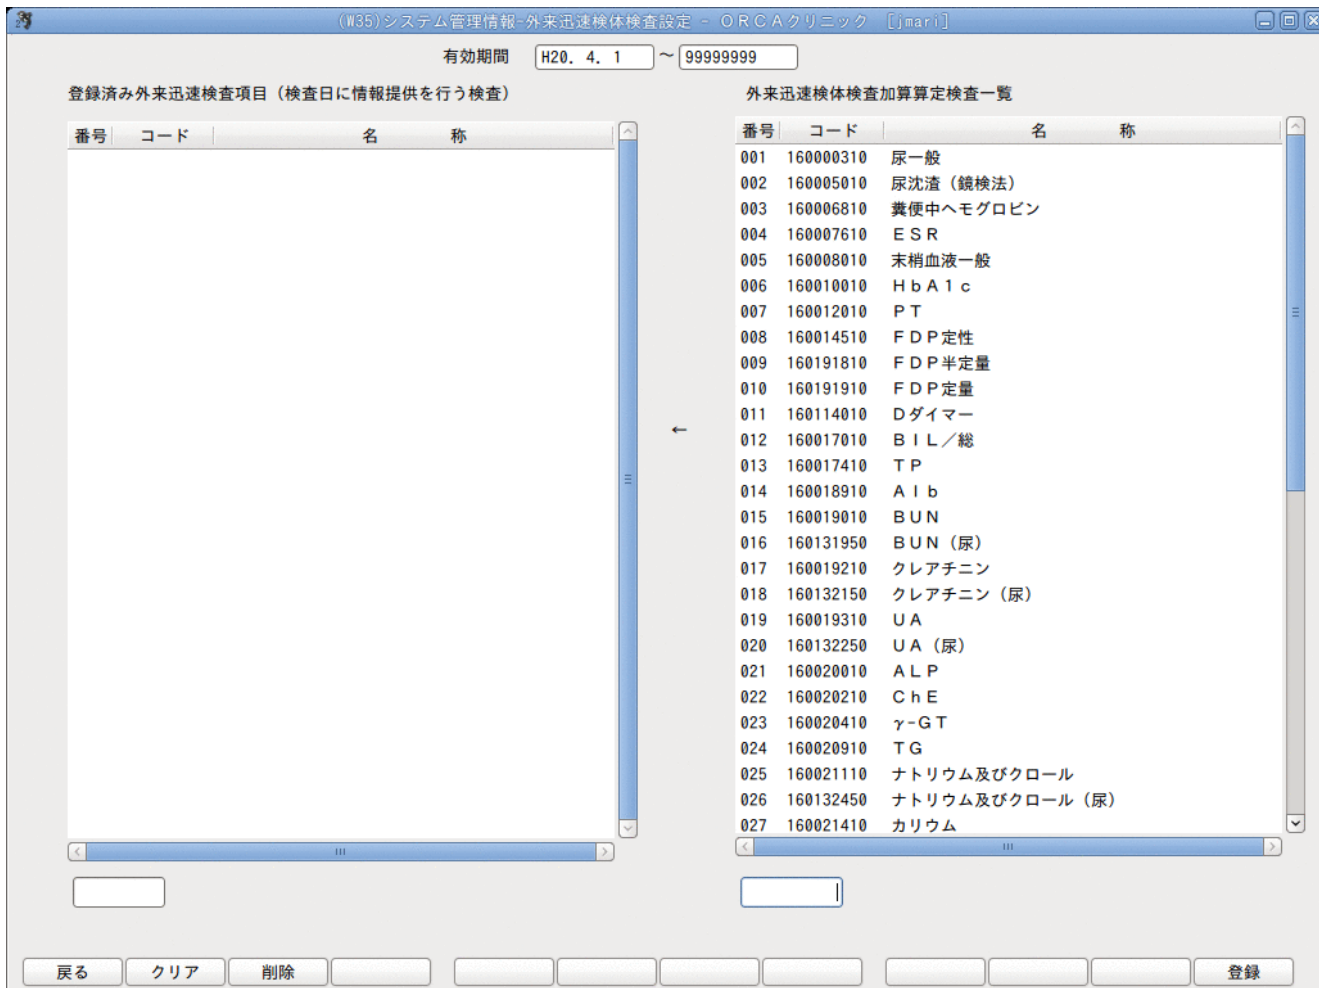 (W35)システム管理情報-外来迅速検体検査設定 - ＯＲＣＡクリニック [jmari]
有効期間 H20. 4. 1 ～ 99999999
登録済み外来迅速検査項目（検査日に情報提供を行う検査）
番号 コード 名 称
←
外来迅速検体検査加算算定検査一覧
番号 コード 名 称
001 160000310 尿一般
002 160005010 尿沈渣（鏡検法）
003 160006810 糞便中ヘモグロビン
004 160007610 ＥＳＲ
005 160008010 末梢血液一般
006 160010010 ＨｂＡ１ｃ
007 160012010 ＰＴ
008 160014510 ＦＤＰ定性
009 160191810 ＦＤＰ半定量
010 160191910 ＦＤＰ定量
011 160114010 Ｄダイマー
012 160017010 ＢＩＬ／総
013 160017410 ＴＰ
014 160018910 Ａｌｂ
015 160019010 ＢＵＮ
016 160131950 ＢＵＮ（尿）
017 160019210 クレアチニン
018 160132150 クレアチニン（尿）
019 160019310 ＵＡ
020 160132250 ＵＡ（尿）
021 160020010 ＡＬＰ
022 160020210 ＣｈＥ
023 160020410 γ-ＧＴ
024 160020910 ＴＧ
025 160021110 ナトリウム及びクロール
026 160132450 ナトリウム及びクロール（尿）
027 160021410 カリウム
戻る クリア 削除 登録